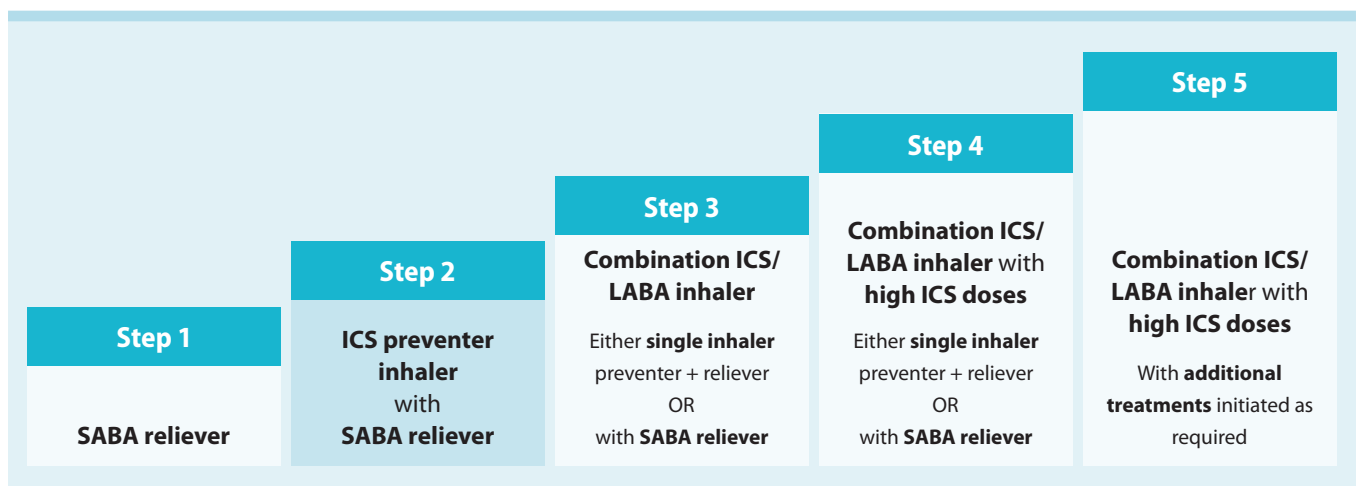 Step 1
SABA reliever
Step 2
ICS preventer
inhaler
with
SABA reliever
Step 3
Combination ICS/
LABA inhaler
Either single inhaler
preventer + reliever
OR
with SABA reliever
Step 4
Combination ICS/
LABA inhaler with
high ICS doses
Either single inhaler
preventer + reliever
OR
with SABA reliever
Step 5
Combination ICS/
LABA inhaler with
high ICS doses
With additional
treatments initiated as
required